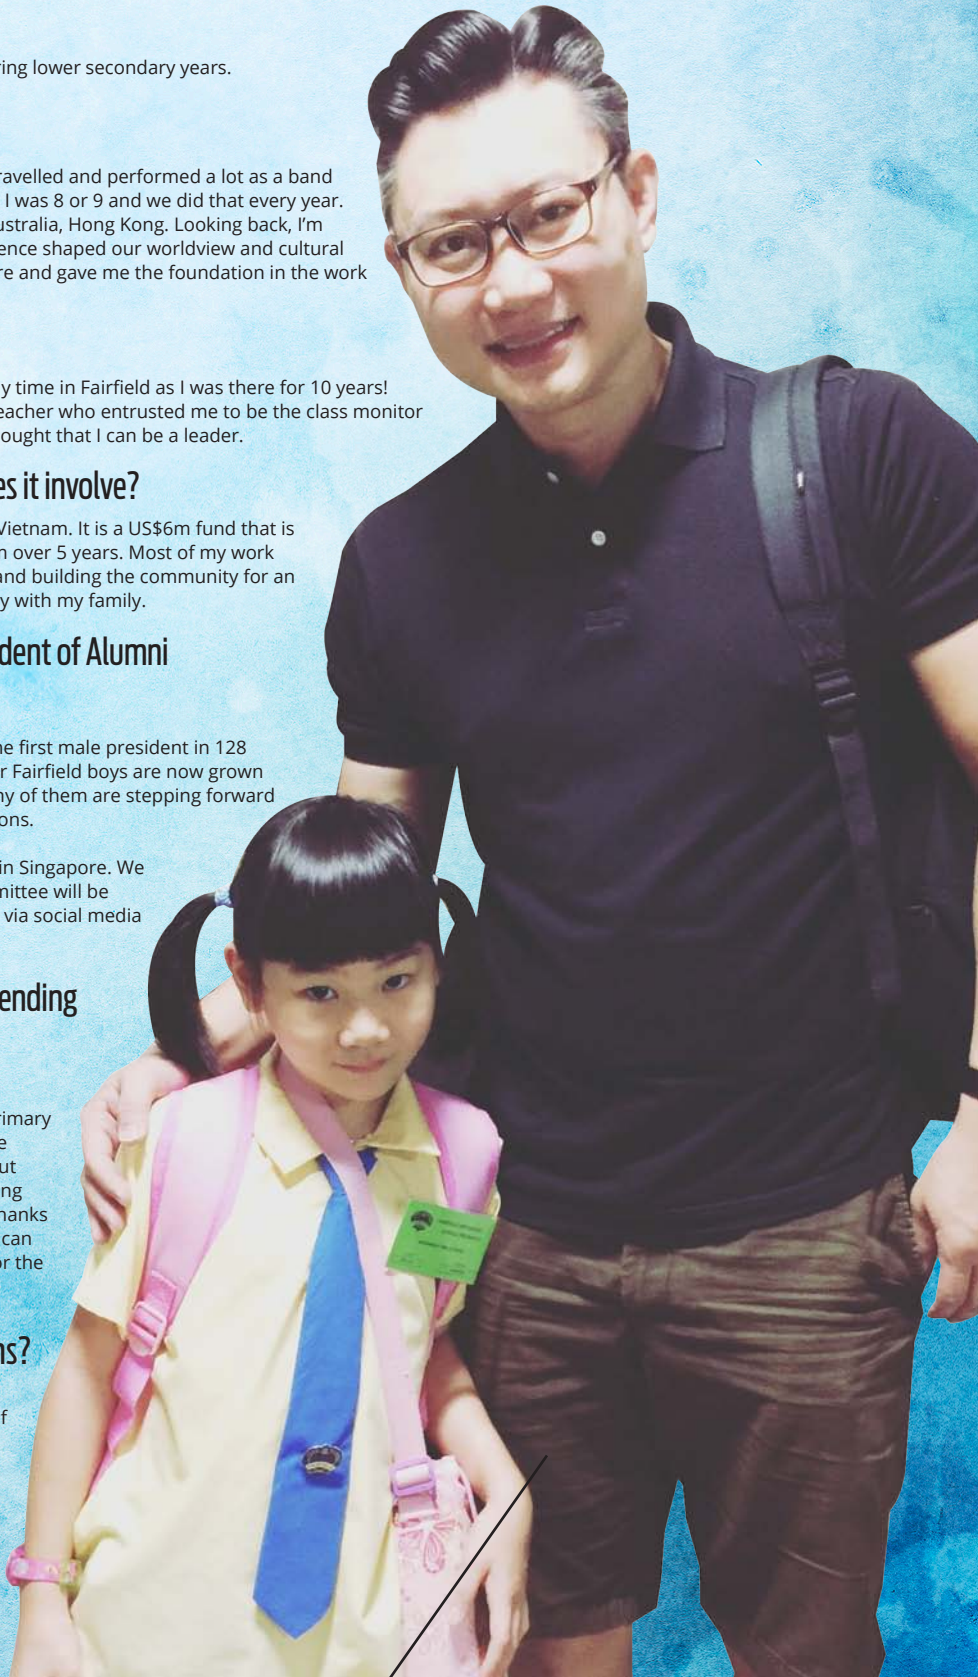 ring lower secondary years.
ravelled and performed a lot as a band
I was 8 or 9 and we did that every year.
ustralia, Hong Kong. Looking back, I’m
ence shaped our worldview and cultural
re and gave me the foundation in the work
y time in Fairfield as I was there for 10 years!
eacher who entrusted me to be the class monitor
ought that I can be a leader.
es it involve?
Vietnam. It is a US$6m fund that is
n over 5 years. Most of my work
and building the community for an
y with my family.
dent of Alumni
ne first male president in 128
r Fairfield boys are now grown
ny of them are stepping forward
ons.
in Singapore. We
mittee will be
via social media
ending
rimary
e
ut
ng
hanks
can
or the
ns?
f